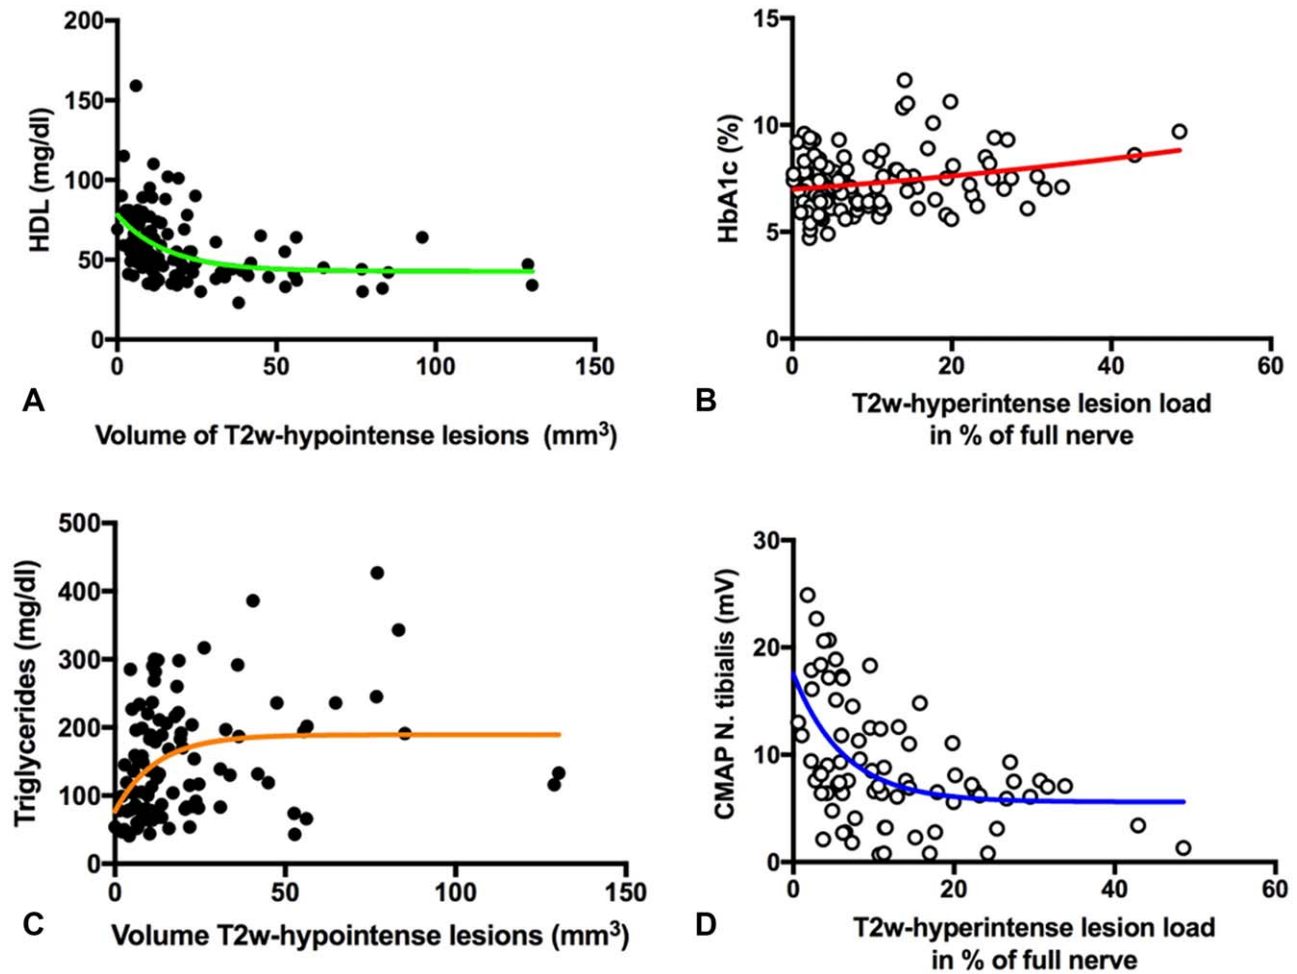 200
150
100
50
0
HDL (mg/dl)
0 50 100 150
A
Volume of T2w-hypointense lesions (mm³)
15
10
5
0
HbA1c (%)
0 20 40 60
B
T2w-hyperintense lesion load
in % of full nerve
500
400
300
200
100
0
Triglycerides (mg/dl)
0 50 100 150
C
Volume T2w-hypointense lesions (mm³)
30
20
10
0
CMAP N. tibialis (mV)
0 20 40 60
D
T2w-hyperintense lesion load
in % of full nerve